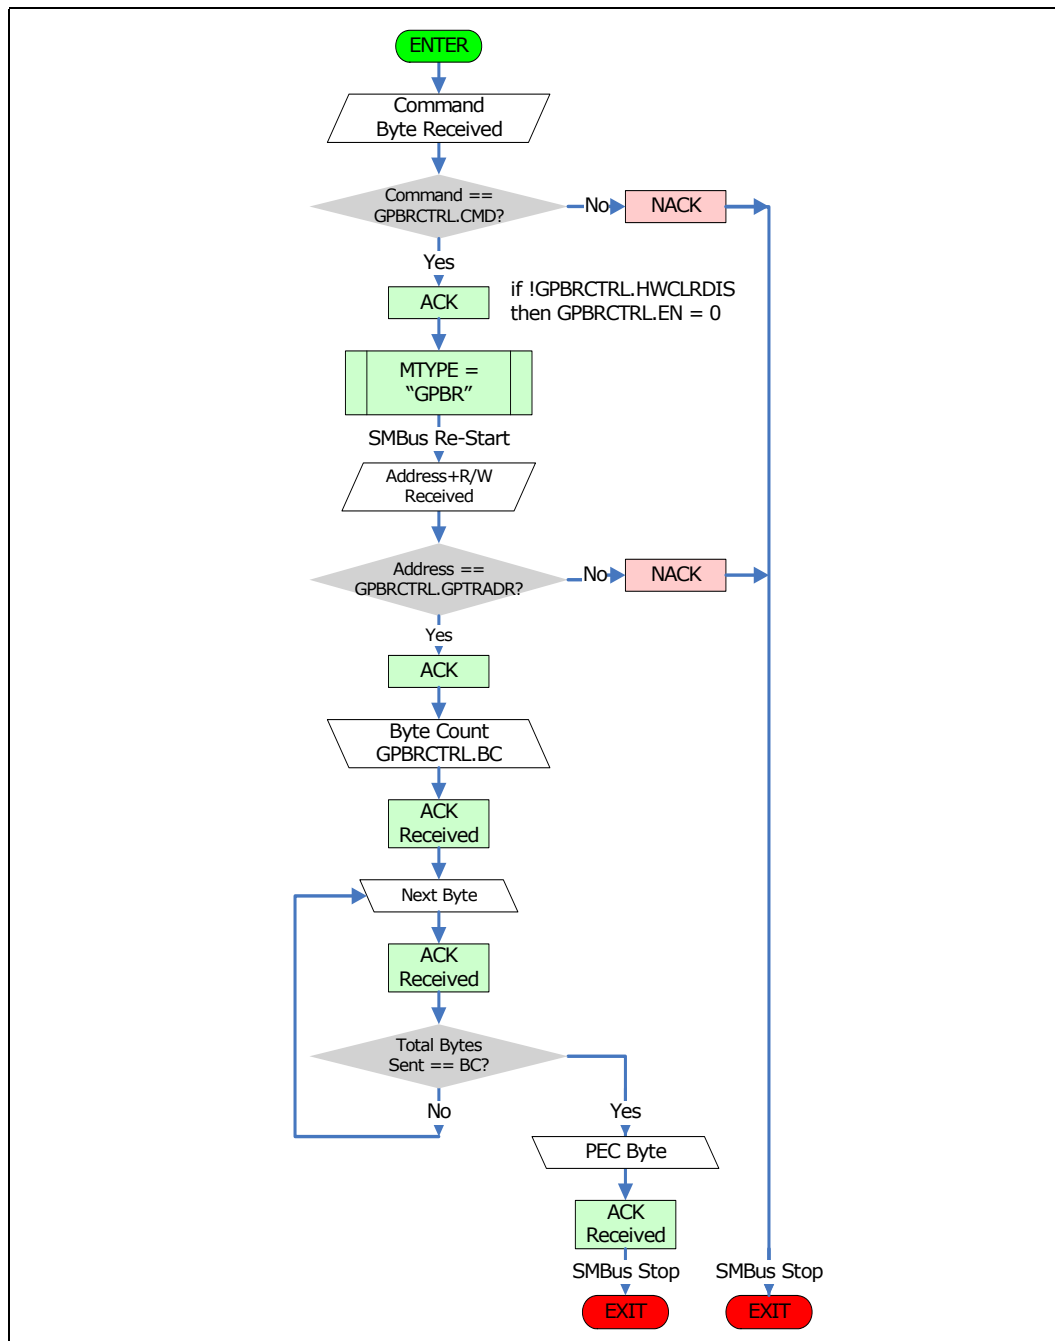 ENTER
Command
Byte Received
Command ==
GPBRCTRL.CMD?
No
NACK
Yes
ACK
if !GPBRCTRL.HWCLRDIS
then GPBRCTRL.EN = 0
MTYPE =
“GPBR”
SMBus Re-Start
Address+R/W
Received
Address ==
GPBRCTRL.GPTRADR?
No
NACK
Yes
ACK
Byte Count
GPBRCTRL.BC
ACK
Received
Next Byte
ACK
Received
Total Bytes
Sent == BC?
No
Yes
PEC Byte
ACK
Received
SMBus Stop
SMBus Stop
EXIT
EXIT